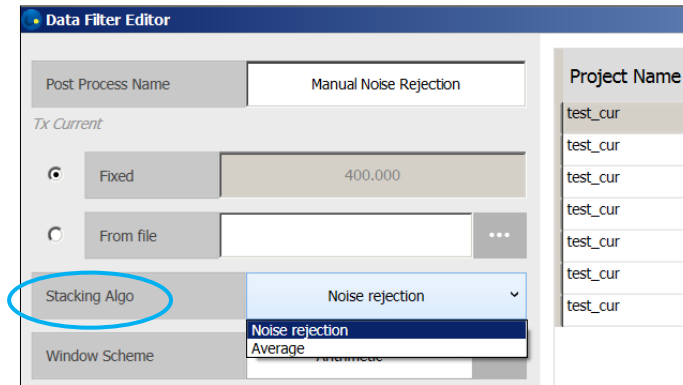 Data Filter Editor
Post Process Name
Manual Noise Rejection
Tx Current
Fixed
400.000
From file
...
Stacking Algo
Noise rejection
Noise rejection
Average
Window Scheme
Project Name
test_cur
test_cur
test_cur
test_cur
test_cur
test_cur
test_cur